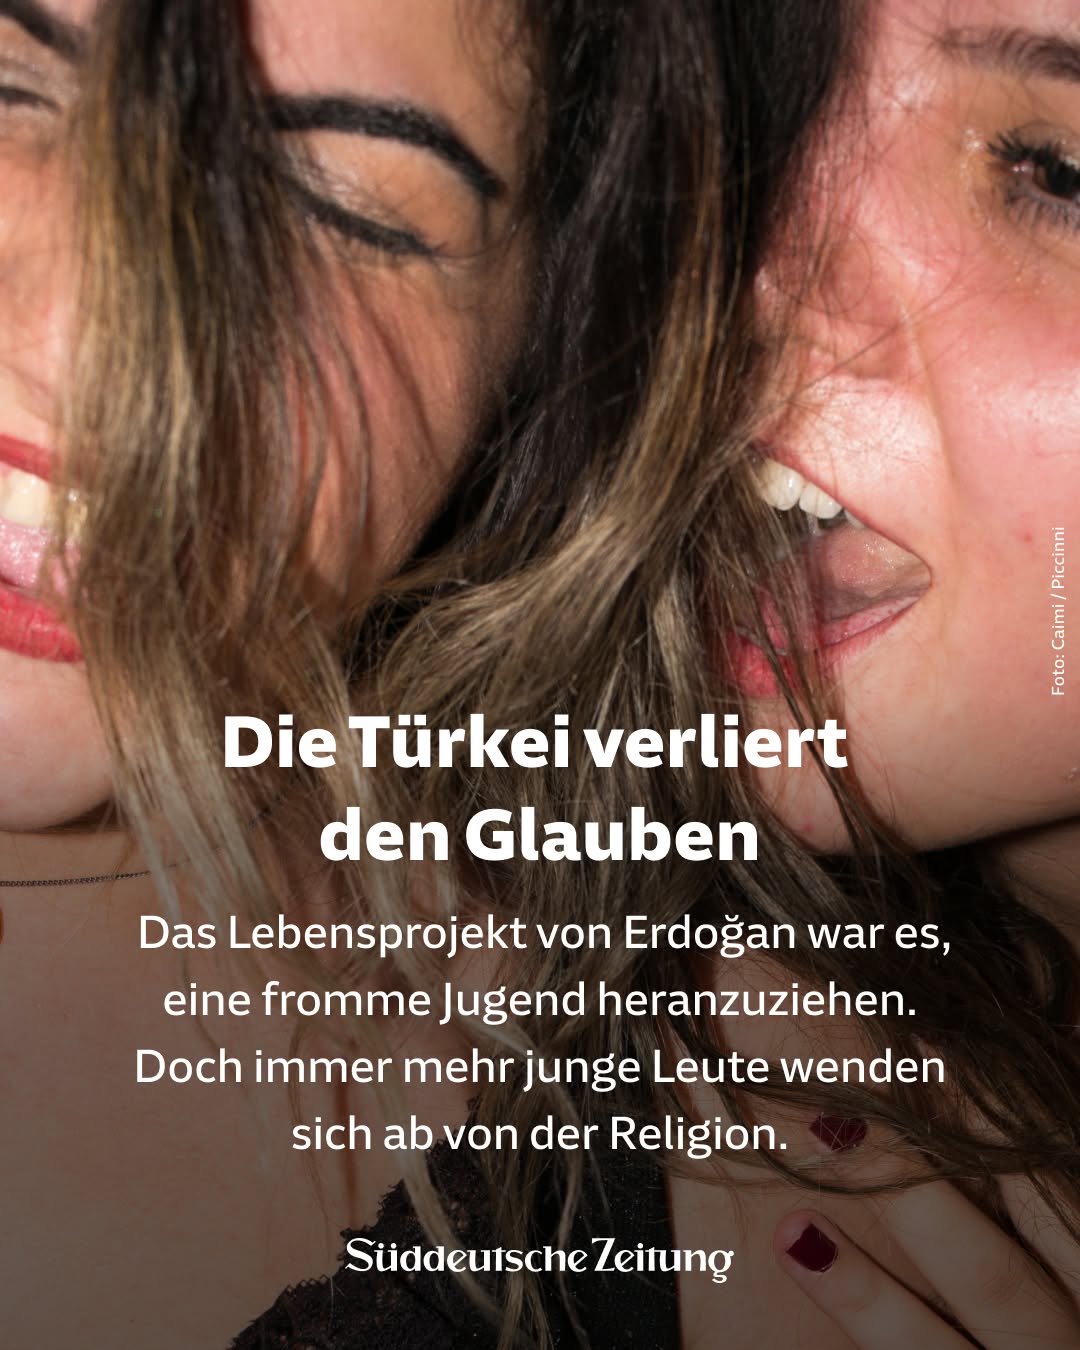 Foto: Caimi / Piccinni
Die Türkei verliert
den Glauben
Das Lebensprojekt von Erdoğan war es,
eine fromme Jugend heranzuziehen.
Doch immer mehr junge Leute wenden
sich ab von der Religion.
Süddeutsche Zeitung